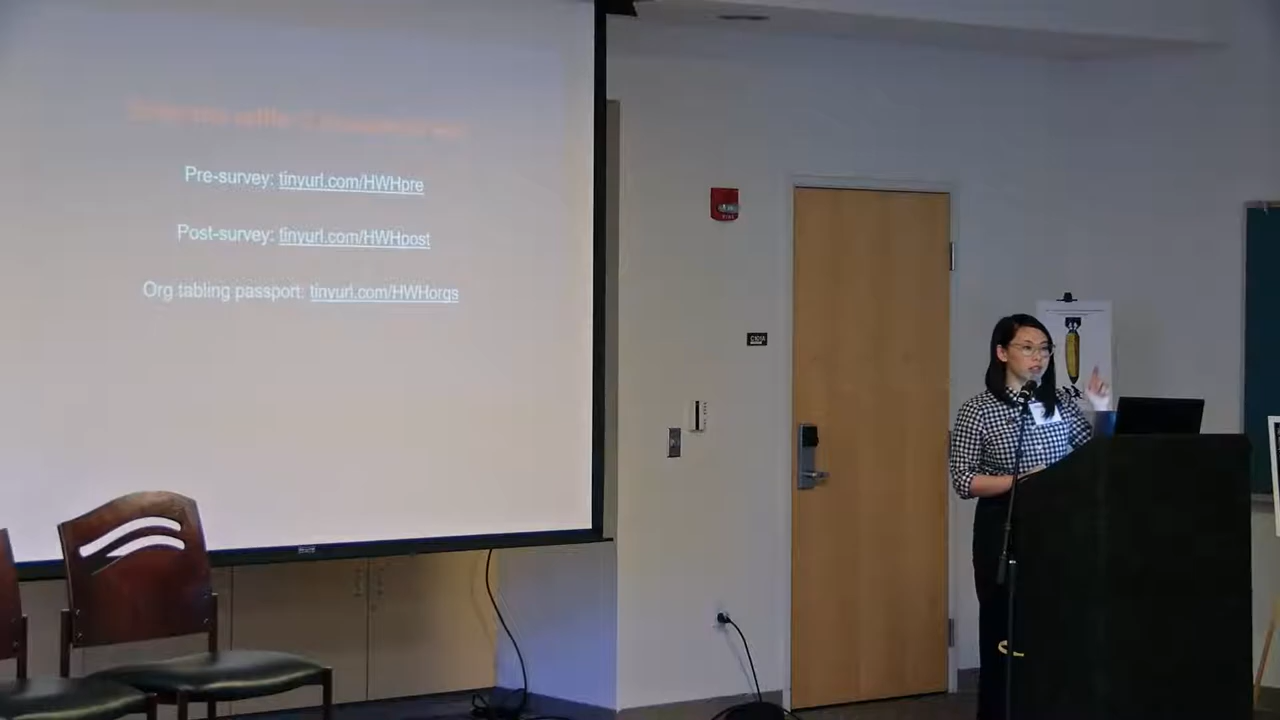 Pre-survey: tinyurl.com/HWHpre
Post-survey: tinyurl.com/HWHpost
Org tabling passport: tinyurl.com/HWHorgs